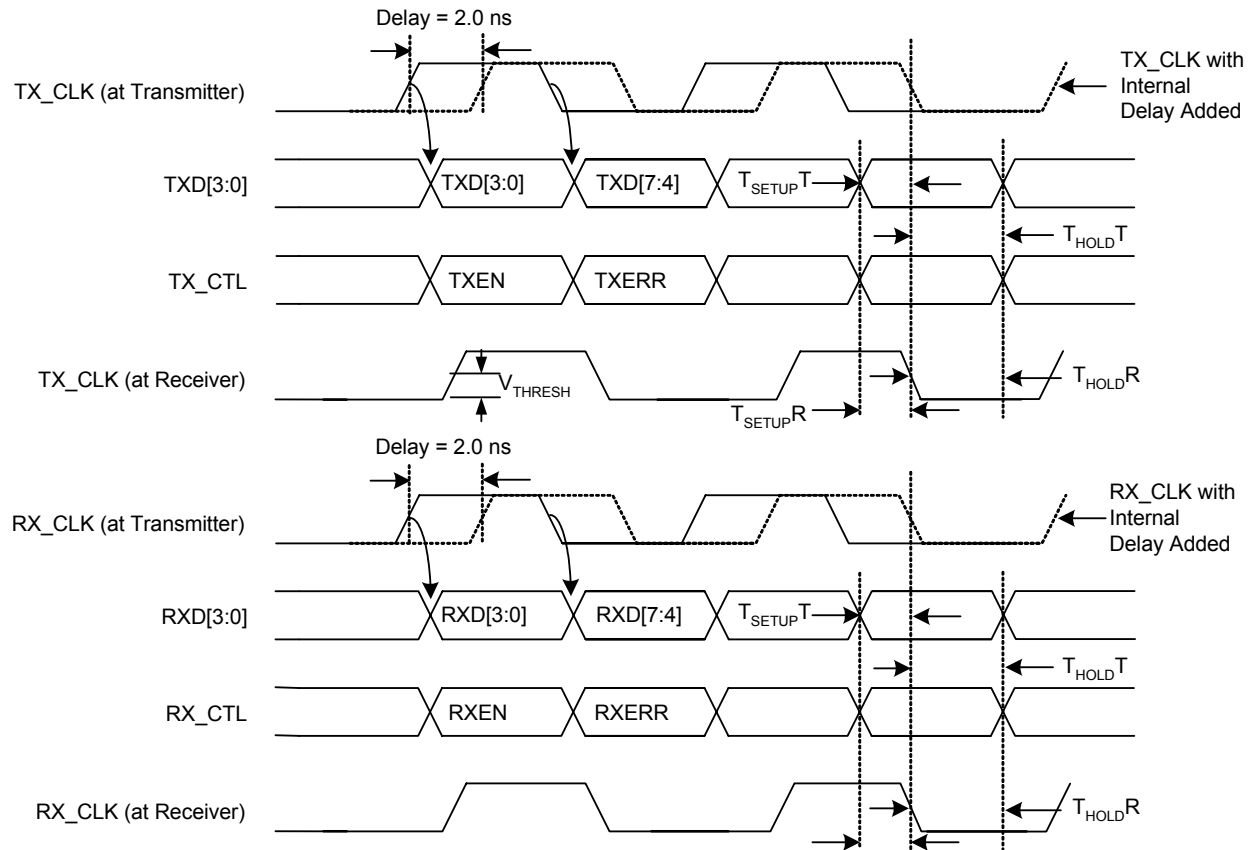 Delay = 2.0 ns
TX_CLK (at Transmitter)
TX_CLK with
Internal
Delay Added
TXD[3:0]
TXD[3:0]
TXD[7:4]
TSETUPT
THOLDT
TX_CTL
TXEN
TXERR
TX_CLK (at Receiver)
VTHRESH
THOLDR
TSETUPR
Delay = 2.0 ns
RX_CLK (at Transmitter)
RX_CLK with
Internal
Delay Added
RXD[3:0]
RXD[3:0]
RXD[7:4]
TSETUPT
THOLDT
RX_CTL
RXEN
RXERR
RX_CLK (at Receiver)
THOLDR